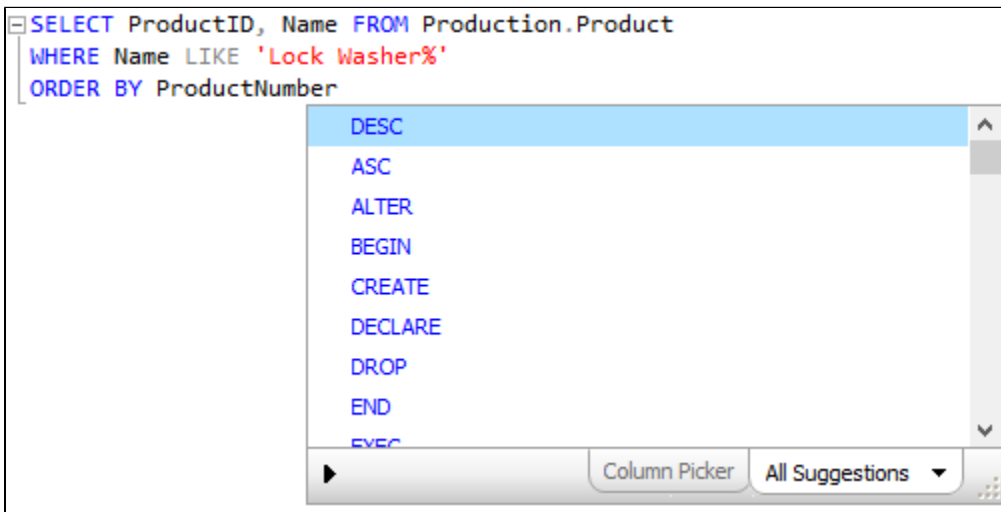 SELECT ProductID, Name FROM Production.Product
WHERE Name LIKE 'Lock Washer%'
ORDER BY ProductNumber
DESC
ASC
ALTER
BEGIN
CREATE
DECLARE
DROP
END
EXEC
Column Picker All Suggestions